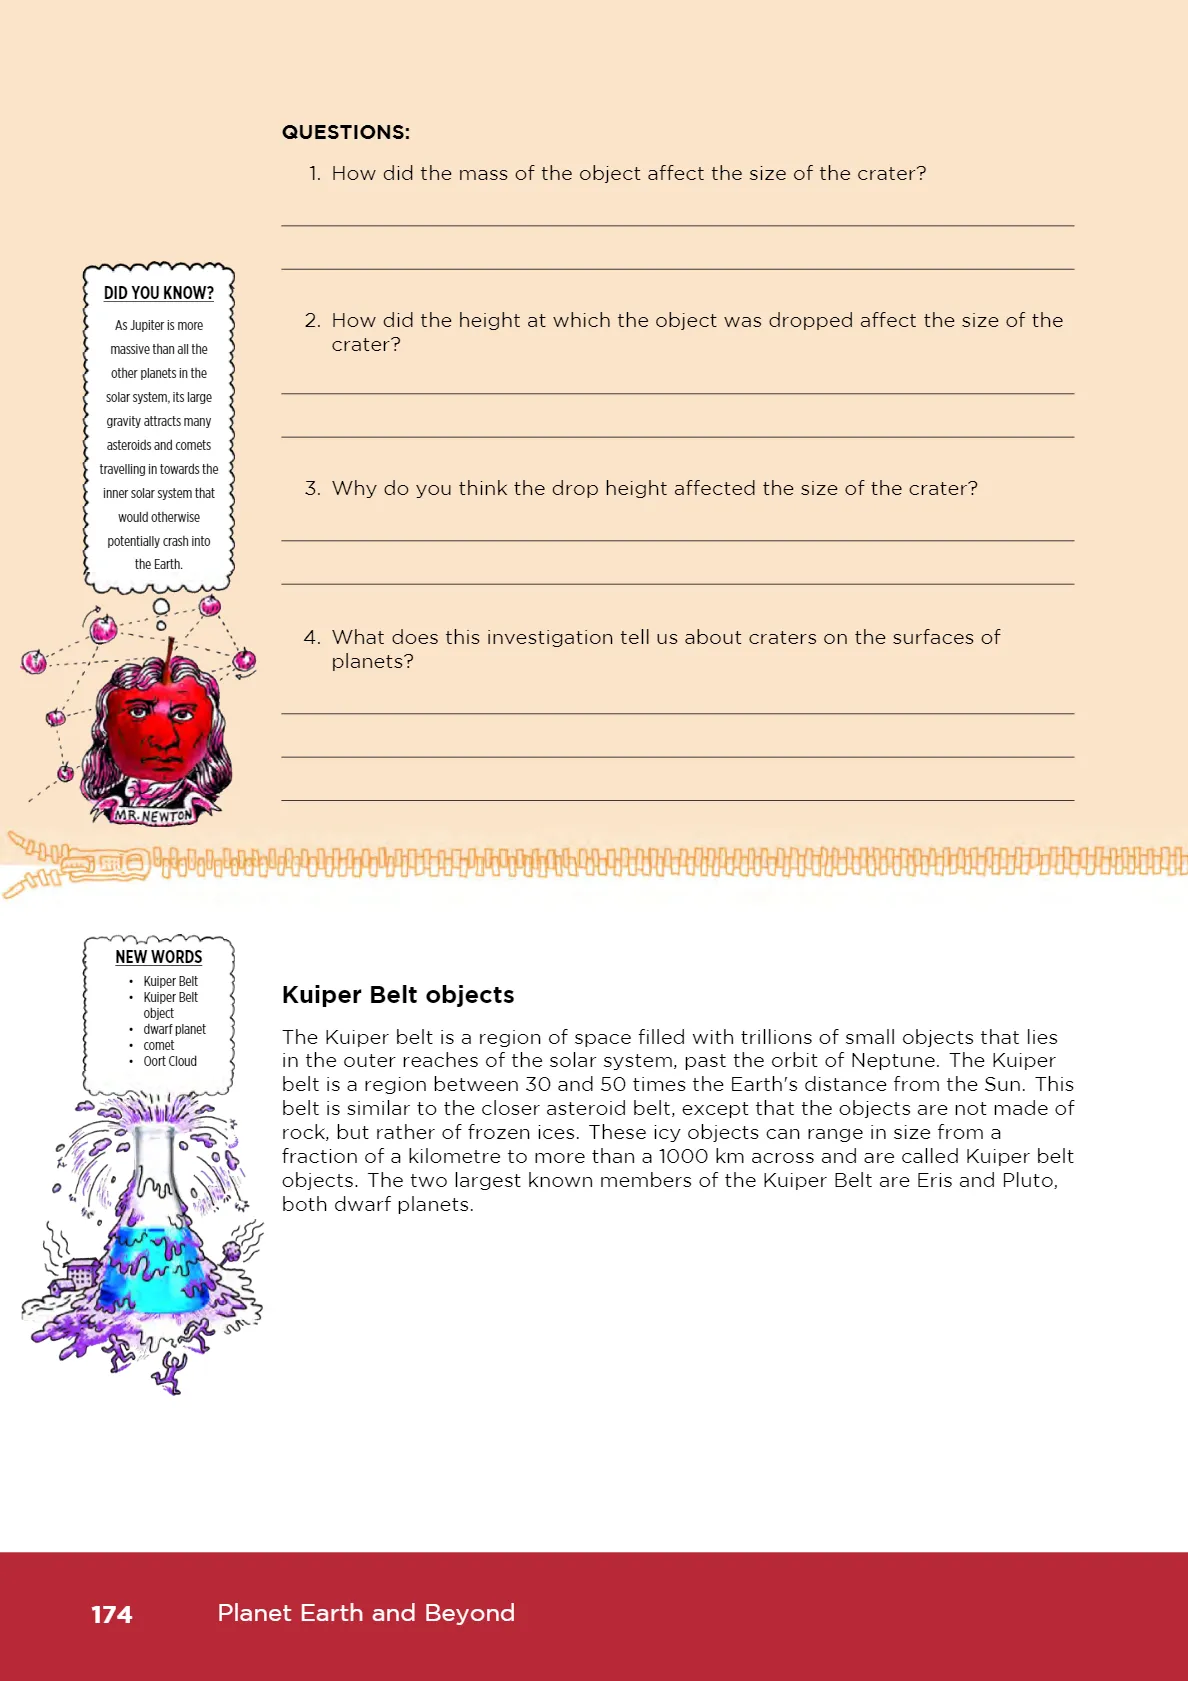 QUESTIONS:
1. How did the mass of the object affect the size of the crater?
2. How did the height at which the object was dropped affect the size of the
crater?
3. Why do you think the drop height affected the size of the crater?
4. What does this investigation tell us about craters on the surfaces of
planets?
DID YOU KNOW?
As Jupiter is more
massive than all the
other planets in the
solar system, its large
gravity attracts many
asteroids and comets
travelling in towards the
inner solar system that
would otherwise
potentially crash into
the Earth.
MR. NEWTON
NEW WORDS
• Kuiper Belt
• Kuiper Belt
object
• dwarf planet
• comet
• Oort Cloud
Kuiper Belt objects
The Kuiper belt is a region of space filled with trillions of small objects that lies
in the outer reaches of the solar system, past the orbit of Neptune. The Kuiper
belt is a region between 30 and 50 times the Earth's distance from the Sun. This
belt is similar to the closer asteroid belt, except that the objects are not made of
rock, but rather of frozen ices. These icy objects can range in size from a
fraction of a kilometre to more than a 1000 km across and are called Kuiper belt
objects. The two largest known members of the Kuiper Belt are Eris and Pluto,
both dwarf planets.
174 Planet Earth and Beyond